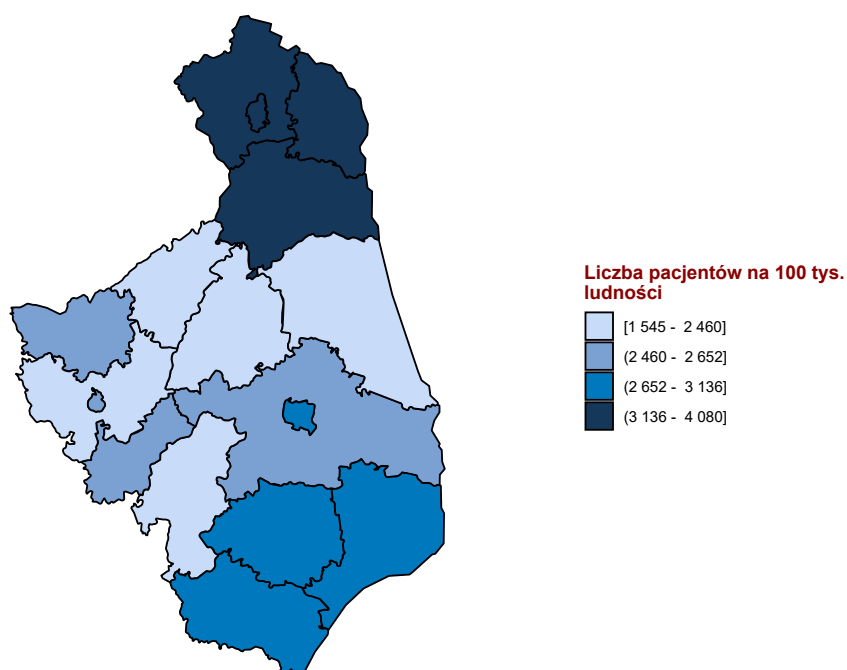 Liczba pacjentów na 100 tys.
ludności
[1 545 - 2 460]
(2 460 - 2 652]
(2 652 - 3 136]
(3 136 - 4 080]